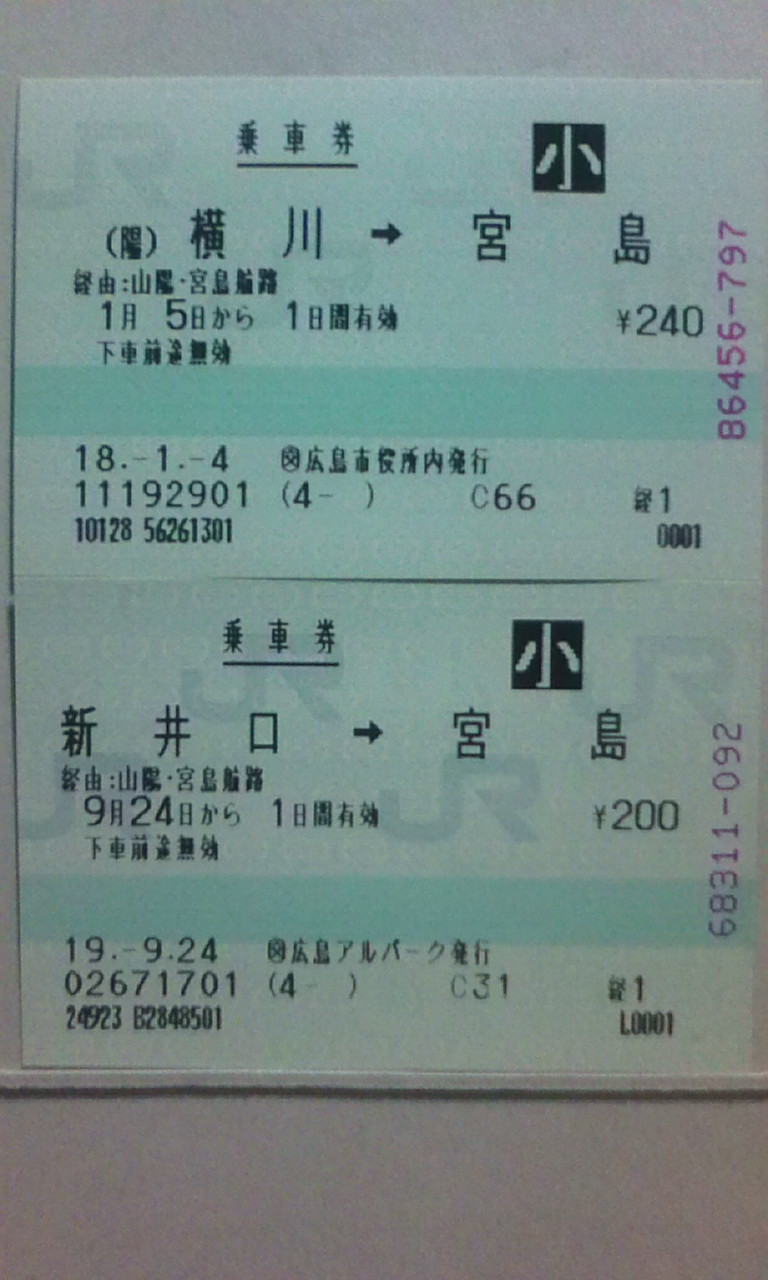 乗車券 小
(陽) 横川 → 宮島
経由:山陽・宮島航路
1月 5日から 1日間有効 ¥240
下車前途無効
86456-797
18.-1.-4 広島市役所内発行
11192901 (4- ) C66 経1
10128 56261301 0001
乗車券 小
新井口 → 宮島
経由:山陽・宮島航路
9月24日から 1日間有効 ¥200
下車前途無効
68311-092
19.-9.24 広島アルパーク発行
02671701 (4- ) C31 経1
24923 B2848501 L0001